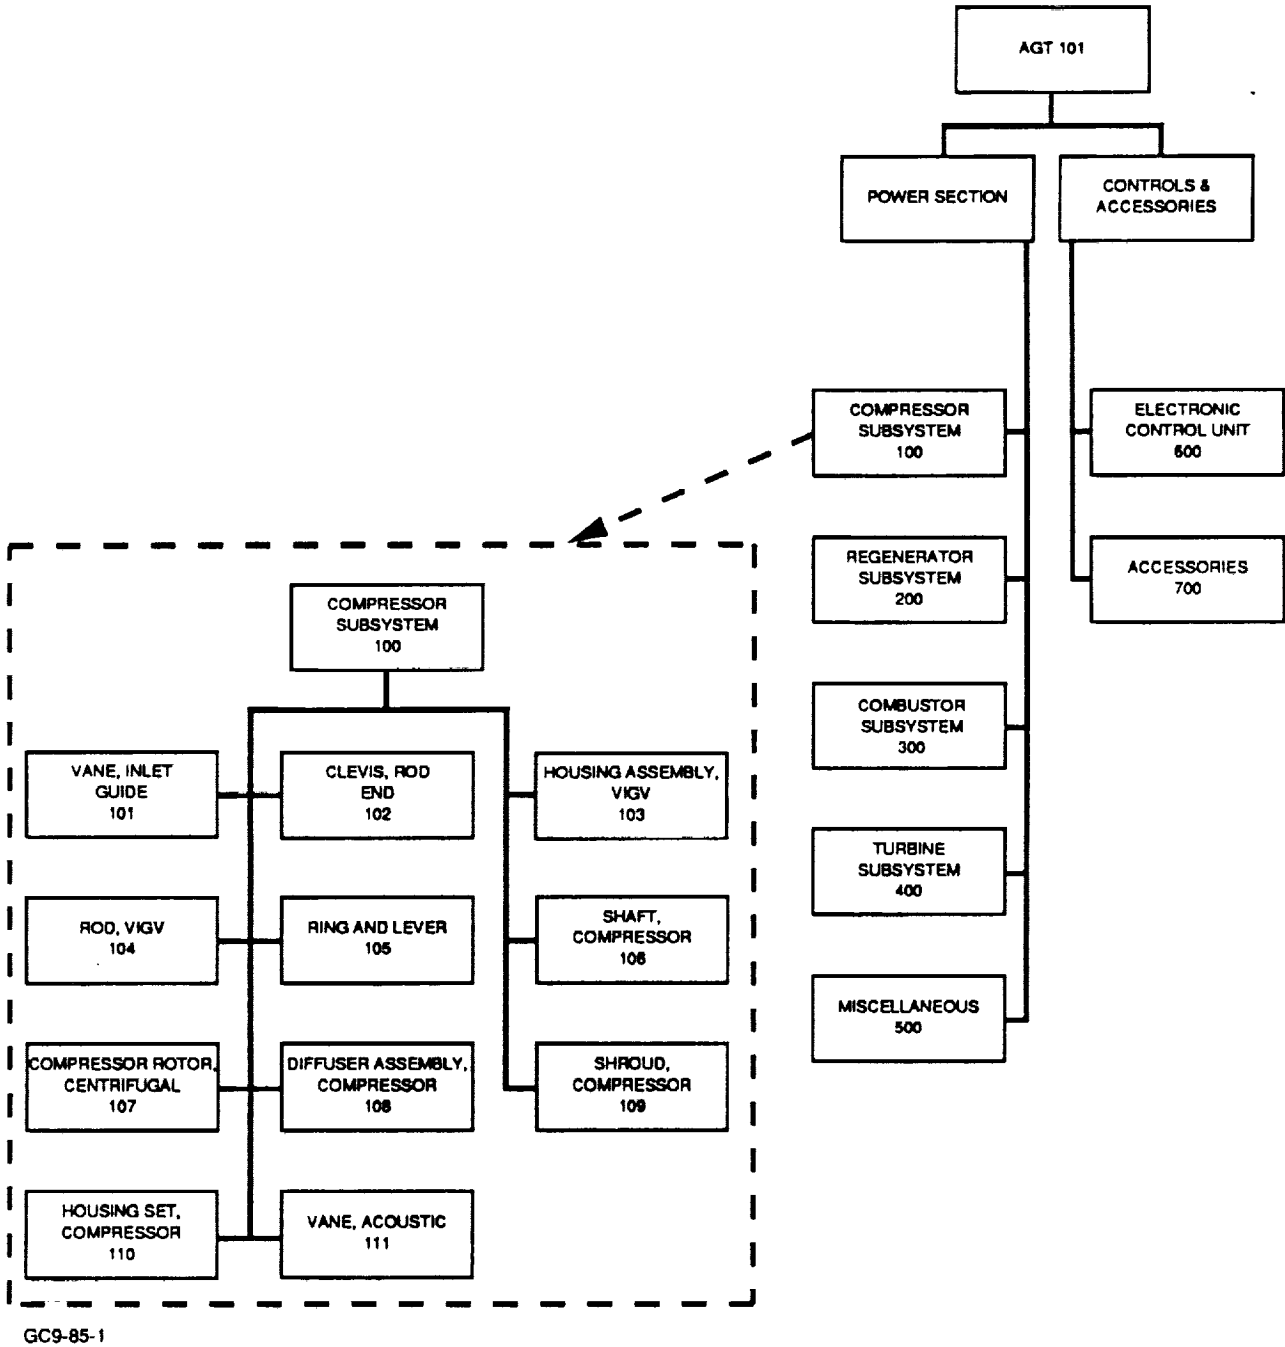 AGT 101
POWER SECTION
CONTROLS &
ACCESSORIES
COMPRESSOR
SUBSYSTEM
100
ELECTRONIC
CONTROL UNIT
600
REGENERATOR
SUBSYSTEM
200
ACCESSORIES
700
COMBUSTOR
SUBSYSTEM
300
TURBINE
SUBSYSTEM
400
MISCELLANEOUS
500
COMPRESSOR
SUBSYSTEM
100
VANE, INLET
GUIDE
101
CLEVIS, ROD
END
102
HOUSING ASSEMBLY,
VIGV
103
ROD, VIGV
104
RING AND LEVER
105
SHAFT,
COMPRESSOR
106
COMPRESSOR ROTOR,
CENTRIFUGAL
107
DIFFUSER ASSEMBLY,
COMPRESSOR
108
SHROUD,
COMPRESSOR
109
HOUSING SET,
COMPRESSOR
110
VANE, ACOUSTIC
111
GC9-85-1